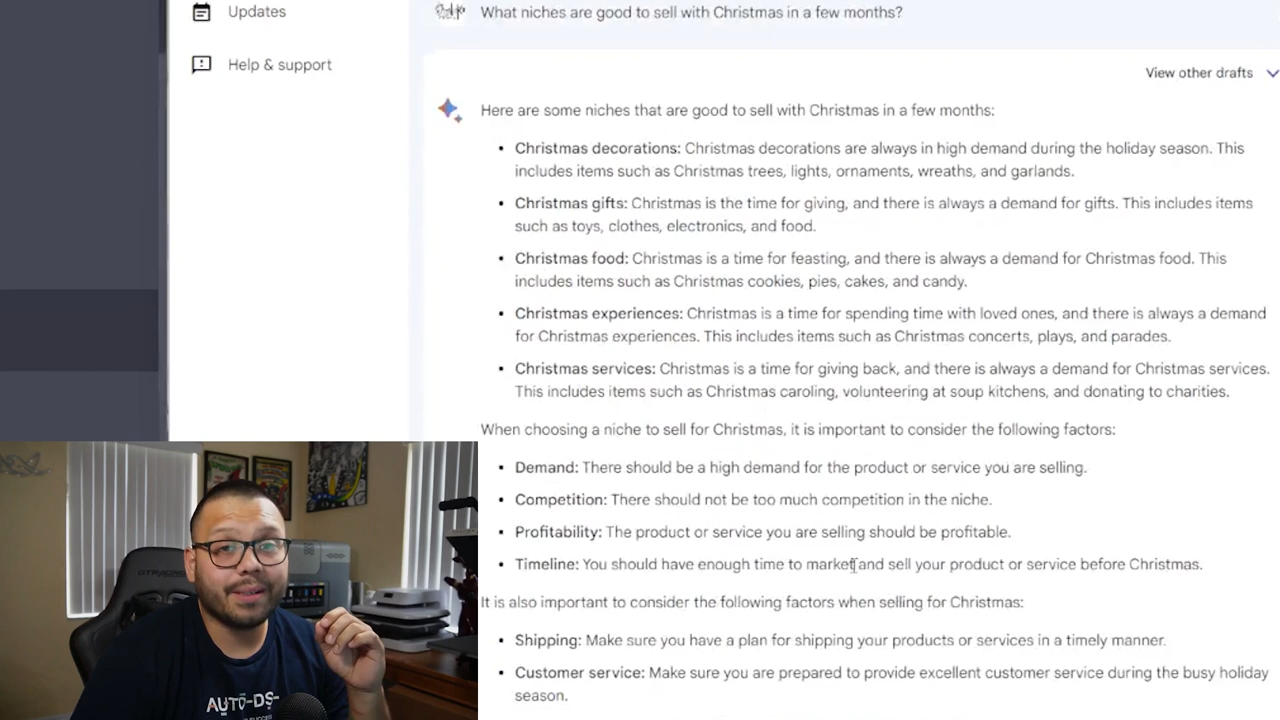 Updates
Help & support
What niches are good to sell with Christmas in a few months?
View other drafts
Here are some niches that are good to sell with Christmas in a few months:
• Christmas decorations: Christmas decorations are always in high demand during the holiday season. This
includes items such as Christmas trees, lights, ornaments, wreaths, and garlands.
• Christmas gifts: Christmas is the time for giving, and there is always a demand for gifts. This includes items
such as toys, clothes, electronics, and food.
• Christmas food: Christmas is a time for feasting, and there is always a demand for Christmas food. This
includes items such as Christmas cookies, pies, cakes, and candy.
• Christmas experiences: Christmas is a time for spending time with loved ones, and there is always a demand
for Christmas experiences. This includes items such as Christmas concerts, plays, and parades.
• Christmas services: Christmas is a time for giving back, and there is always a demand for Christmas services.
This includes items such as Christmas caroling, volunteering at soup kitchens, and donating to charities.
When choosing a niche to sell for Christmas, it is important to consider the following factors:
• Demand: There should be a high demand for the product or service you are selling.
• Competition: There should not be too much competition in the niche.
• Profitability: The product or service you are selling should be profitable.
• Timeline: You should have enough time to market and sell your product or service before Christmas.
It is also important to consider the following factors when selling for Christmas:
• Shipping: Make sure you have a plan for shipping your products or services in a timely manner.
• Customer service: Make sure you are prepared to provide excellent customer service during the busy holiday
season.
AUTO-DS-